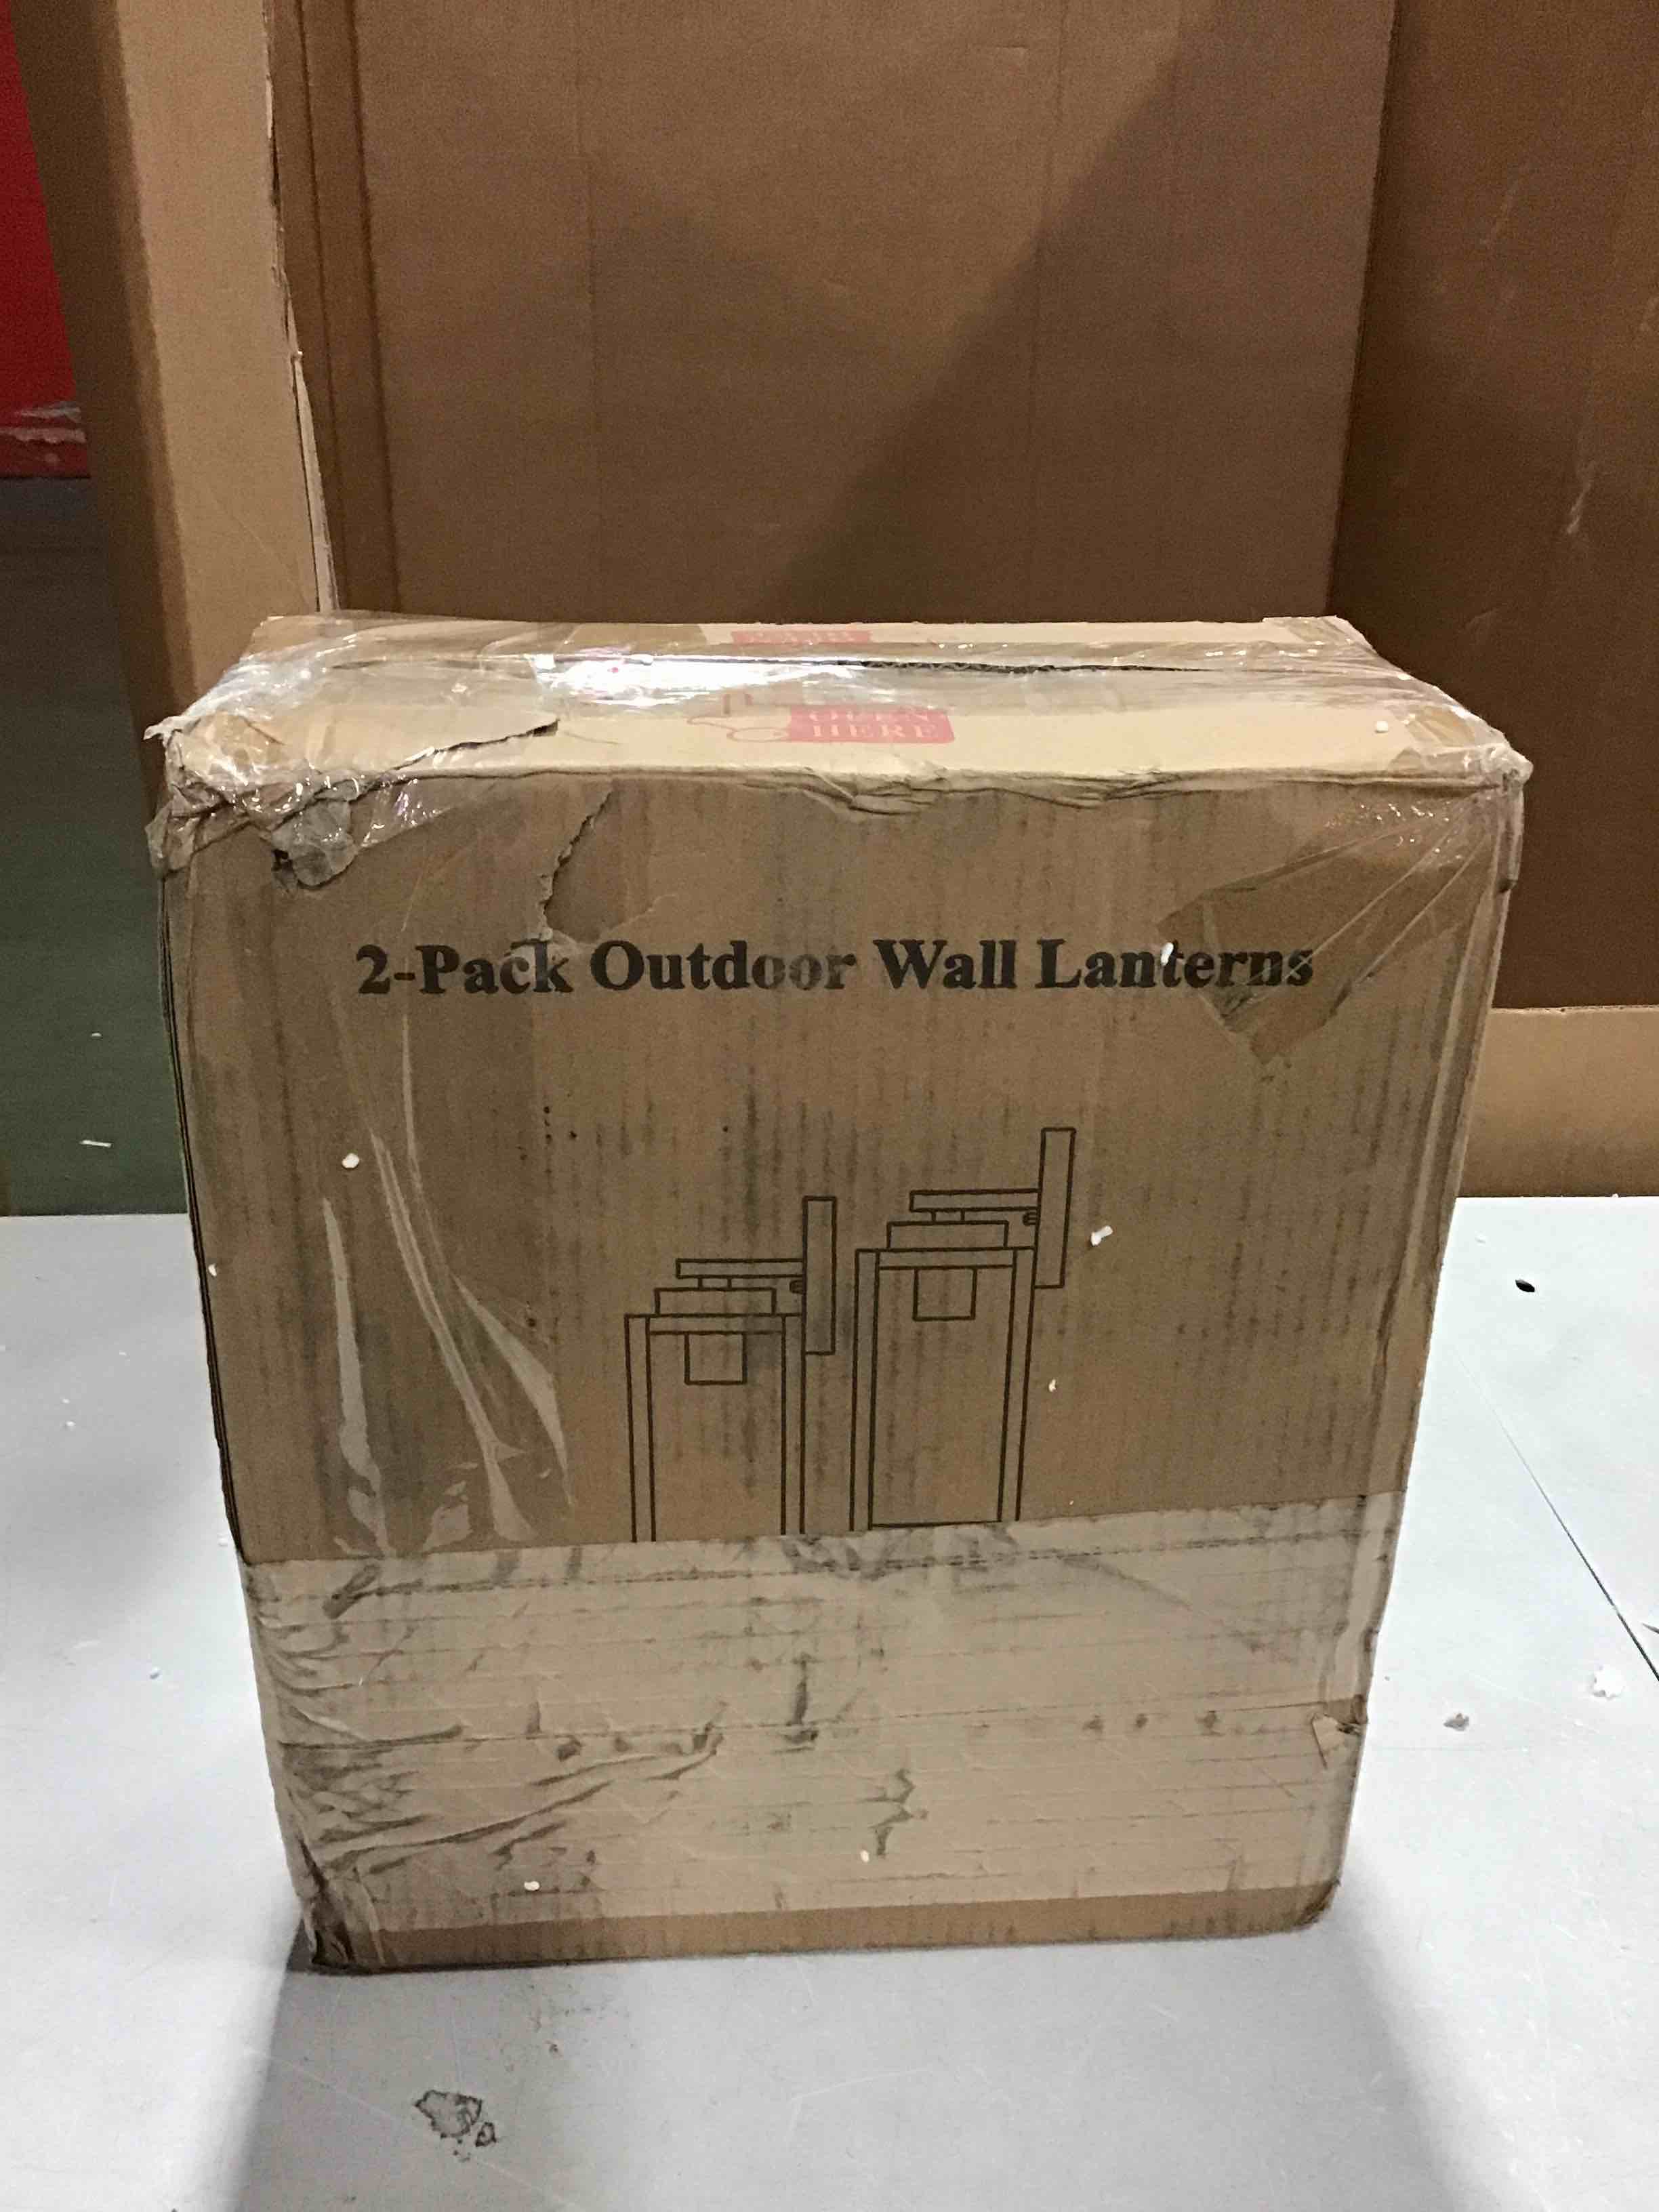 OPEN
HERE
2-Pack Outdoor Wall Lanterns